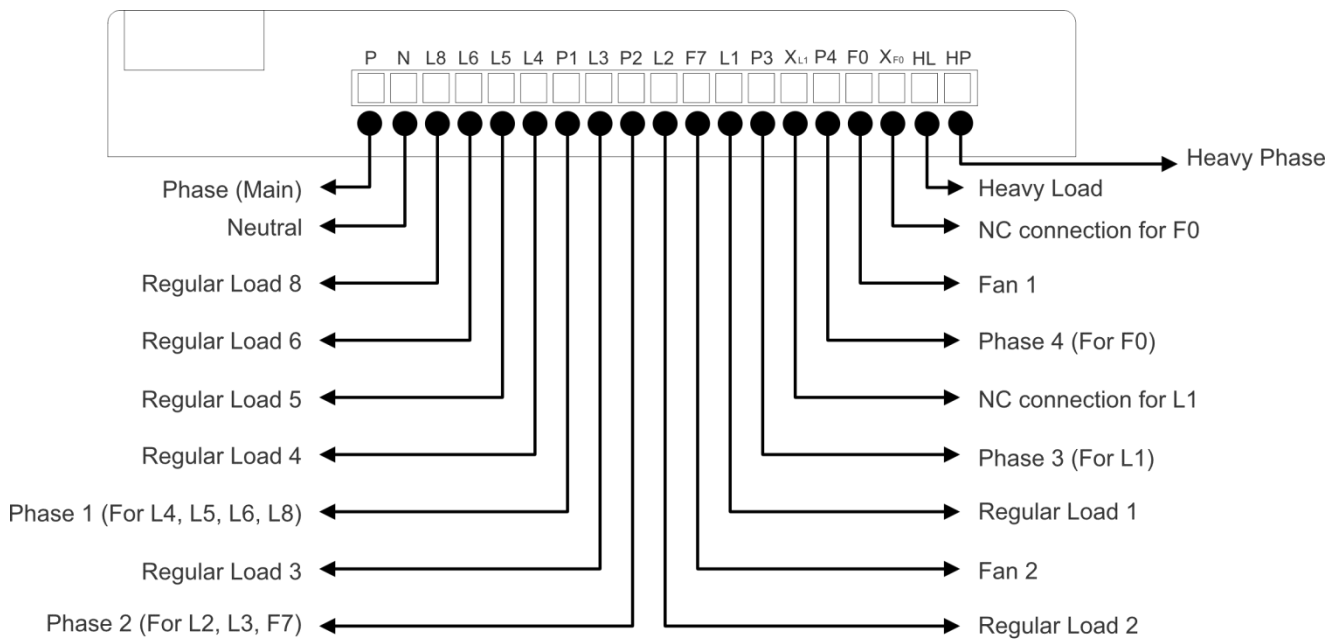 P N L8 L6 L5 L4 P1 L3 P2 L2 F7 L1 P3 XL1 P4 F0 XF0 HL HP
Heavy Phase
Phase (Main)
Heavy Load
Neutral
NC connection for F0
Regular Load 8
Fan 1
Regular Load 6
Phase 4 (For F0)
Regular Load 5
NC connection for L1
Regular Load 4
Phase 3 (For L1)
Phase 1 (For L4, L5, L6, L8)
Regular Load 1
Regular Load 3
Fan 2
Phase 2 (For L2, L3, F7)
Regular Load 2